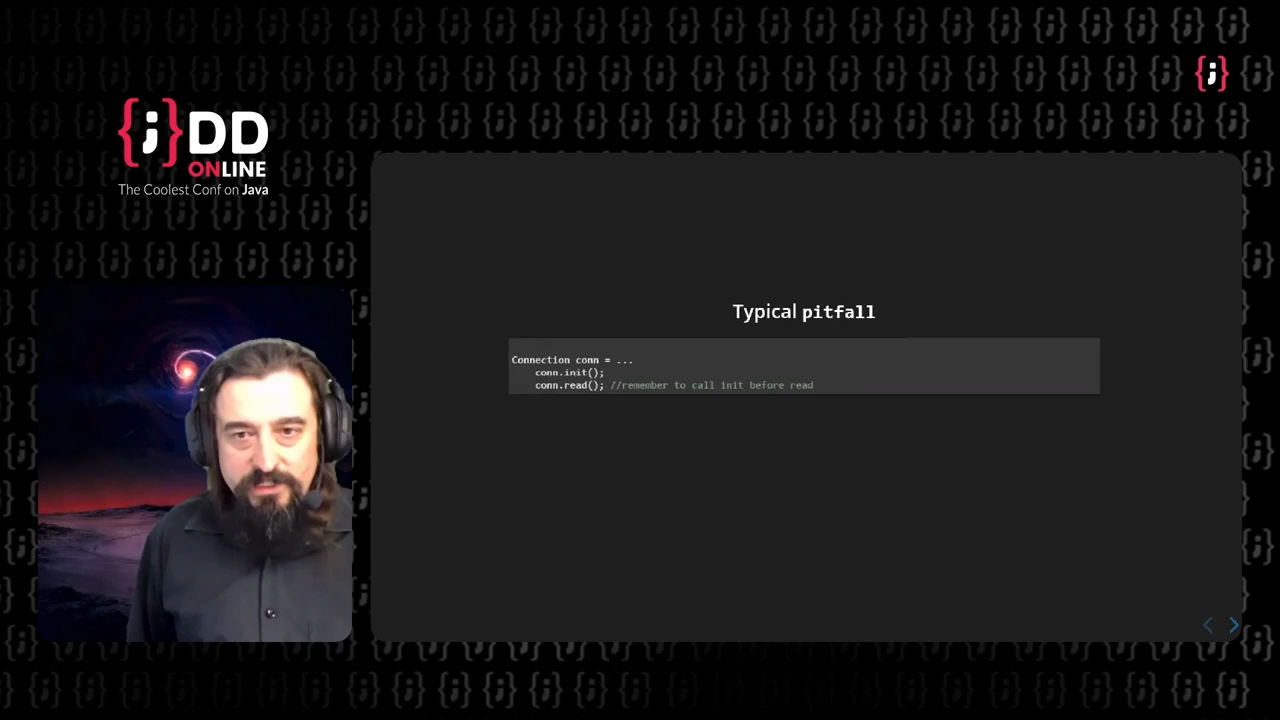 {;}DD
ONLINE
The Coolest Conf on Java
{;}
Typical pitfall
Connection conn = ...
conn.init();
conn.read(); //remember to call init before read